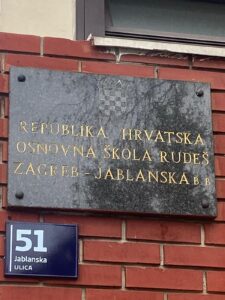 REPUBLIKA HRVATSKA
OSNOVNA ŠKOLA RUDEŠ
ZAGREB - JABLANSKA B.B
51
Jablanska
ULICA